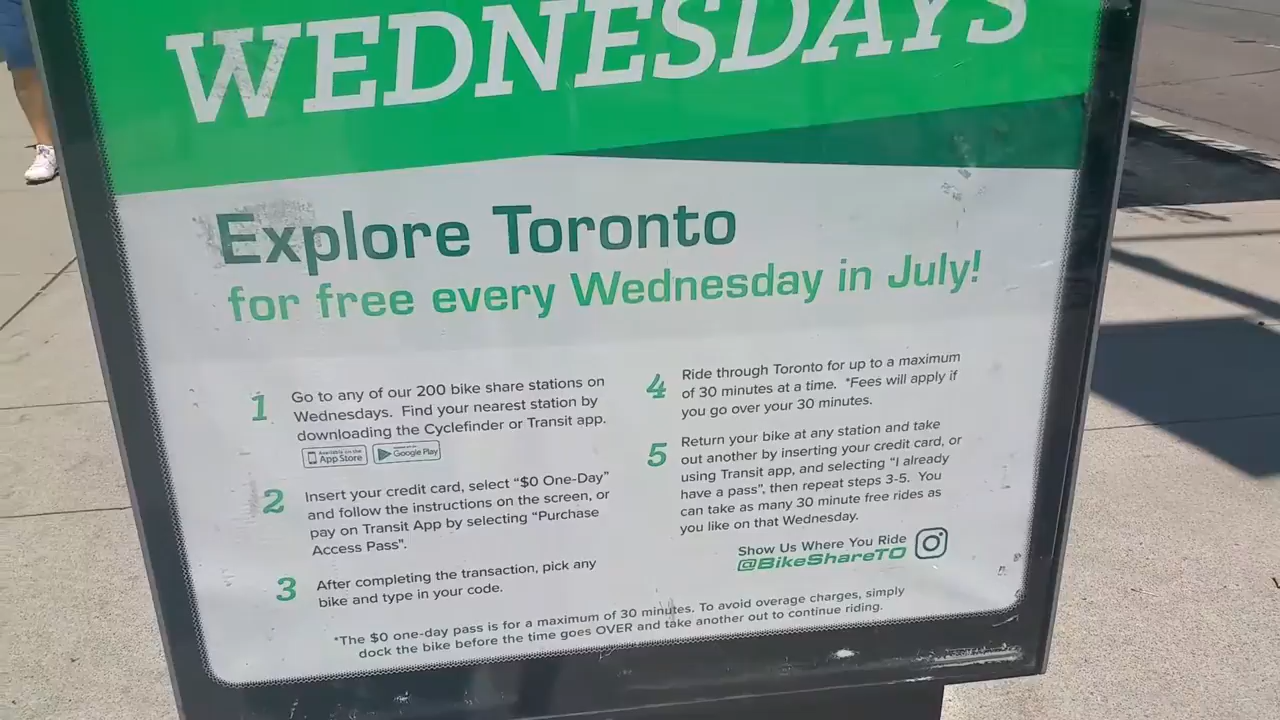 WEDNESDAYS
Explore Toronto
for free every Wednesday in July!
1 Go to any of our 200 bike share stations on
Wednesdays. Find your nearest station by
downloading the Cyclefinder or Transit app.
Available on the
App Store
Google Play
2 Insert your credit card, select "$0 One-Day"
and follow the instructions on the screen, or
pay on Transit App by selecting "Purchase
Access Pass".
3 After completing the transaction, pick any
bike and type in your code.
4 Ride through Toronto for up to a maximum
of 30 minutes at a time. *Fees will apply if
you go over your 30 minutes.
5 Return your bike at any station and take
out another by inserting your credit card, or
using Transit app, and selecting "I already
have a pass", then repeat steps 3-5. You
can take as many 30 minute free rides as
you like on that Wednesday.
Show Us Where You Ride
@BikeShareTO
*The $0 one-day pass is for a maximum of 30 minutes. To avoid overage charges, simply
dock the bike before the time goes OVER and take another out to continue riding.